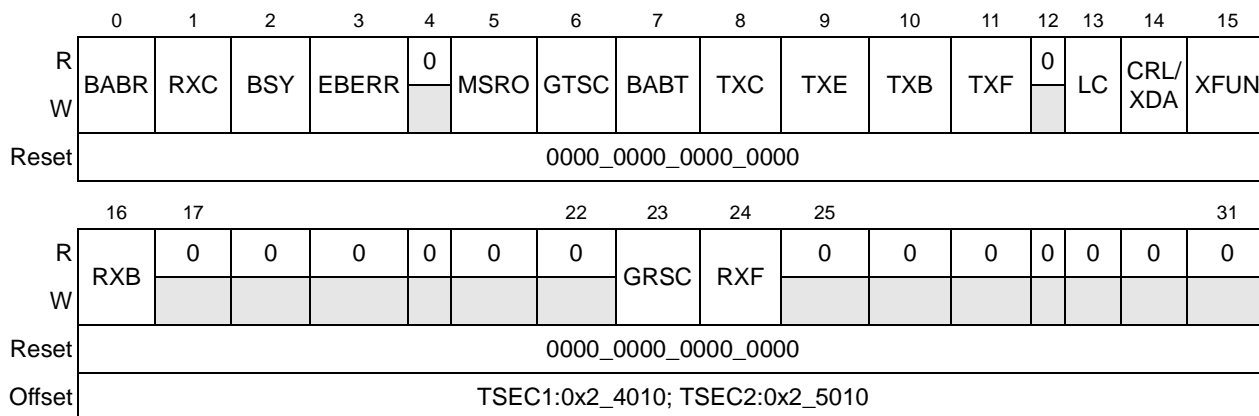 0 1 2 3 4 5 6 7 8 9 10 11 12 13 14 15
R BABR RXC BSY EBERR 0 MSRO GTSC BABT TXC TXE TXB TXF 0 LC CRL/ XFUN
W XDA
Reset 0000_0000_0000_0000
16 17 22 23 24 25 31
R RXB 0 0 0 0 0 0 GRSC RXF 0 0 0 0 0 0 0
W
Reset 0000_0000_0000_0000
Offset TSEC1:0x2_4010; TSEC2:0x2_5010